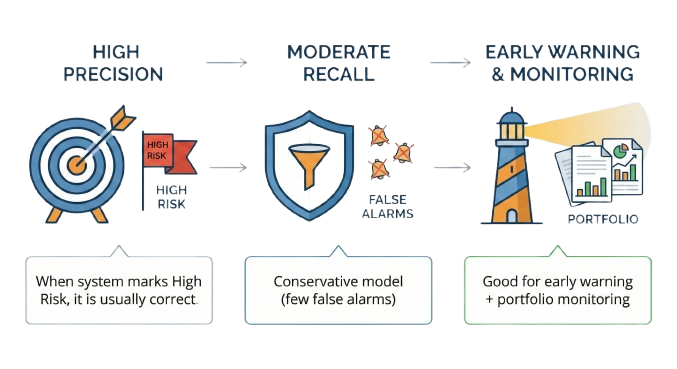 HIGH
PRECISION
MODERATE
RECALL
EARLY WARNING
& MONITORING
HIGH
RISK
HIGH
RISK
FALSE
ALARMS
PORTFOLIO
When system marks High
Risk, it is usually correct.
Conservative model
(few false alarms)
Good for early warning
+ portfolio monitoring